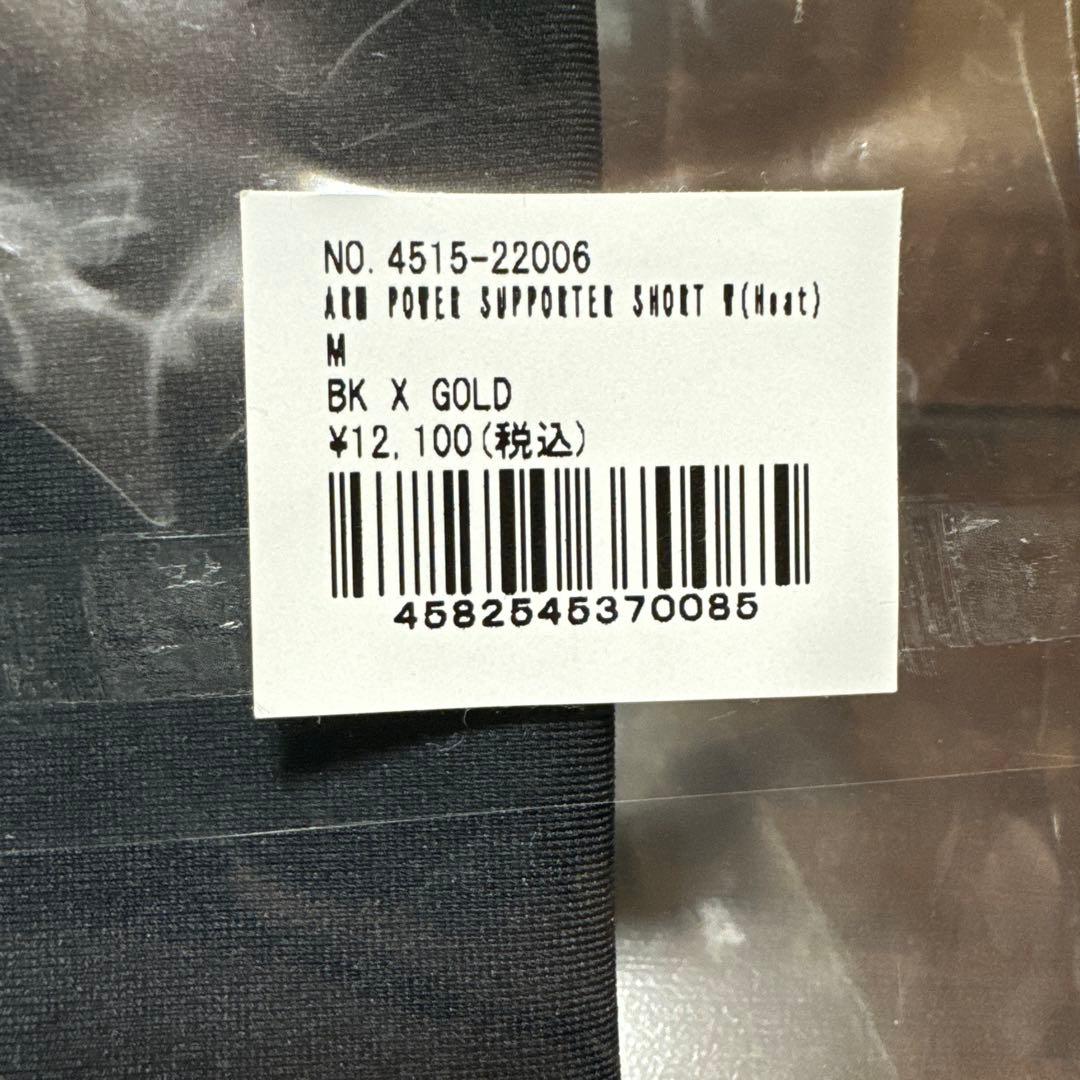 NO. 4515-22006
ARM POWER SUPPORTER SHORT W(Heat)
M
BK X GOLD
¥12,100(税込)
4582545370085